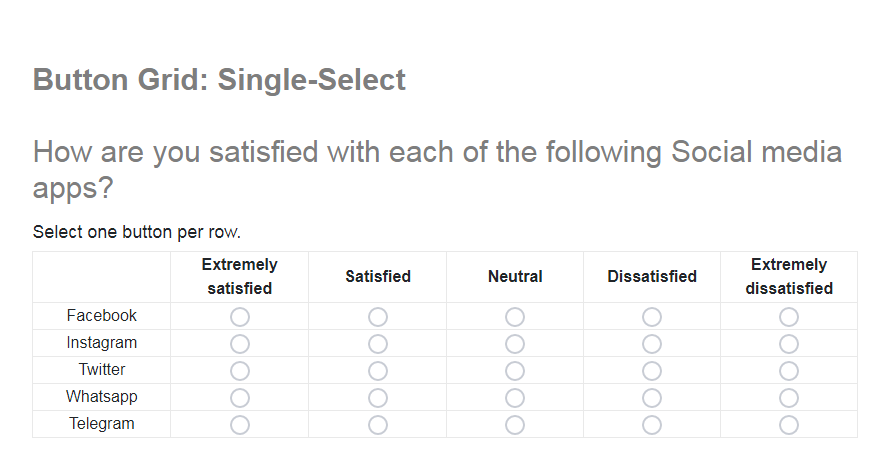 Button Grid: Single-Select
How are you satisfied with each of the following Social media
apps?
Select one button per row.
Extremely satisfied Satisfied Neutral Dissatisfied Extremely dissatisfied
Facebook
Instagram
Twitter
Whatsapp
Telegram